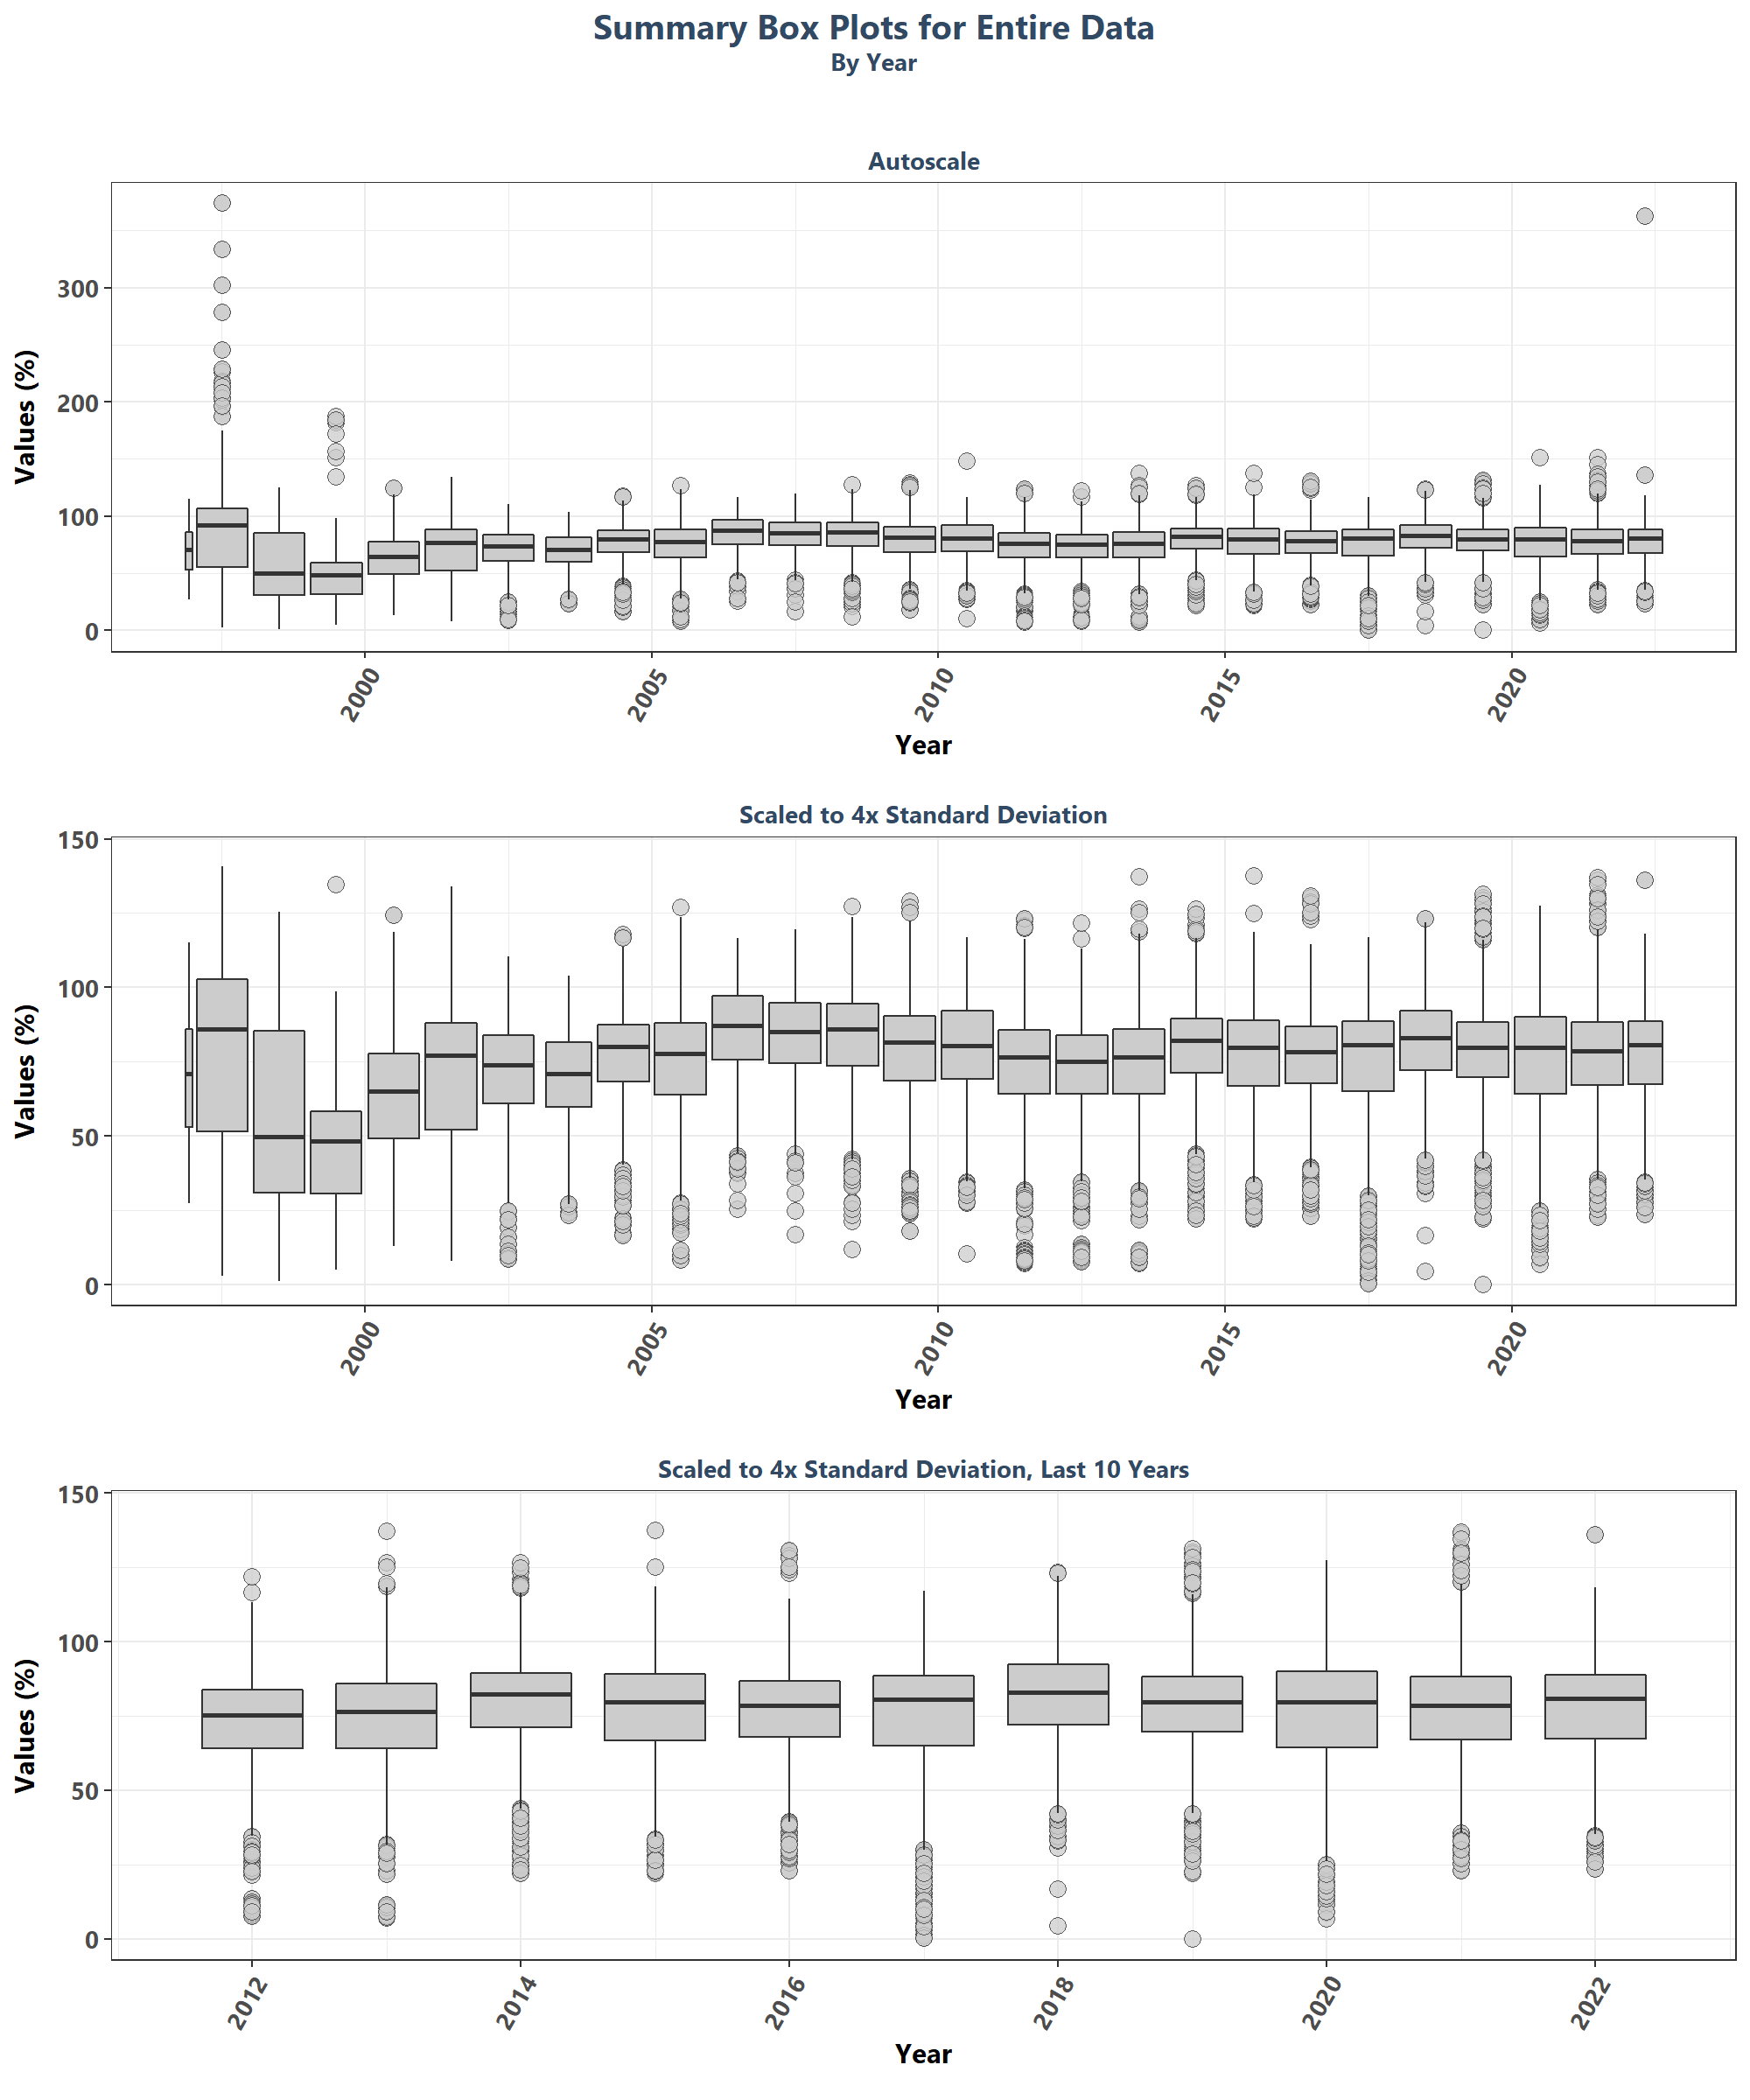 Summary Box Plots for Entire Data
By Year
Autoscale
Values (%)
300
200
100
0
2000
2005
2010
2015
2020
Year
Scaled to 4x Standard Deviation
Values (%)
150
100
50
0
2000
2005
2010
2015
2020
Year
Scaled to 4x Standard Deviation, Last 10 Years
Values (%)
150
100
50
0
2012
2014
2016
2018
2020
2022
Year